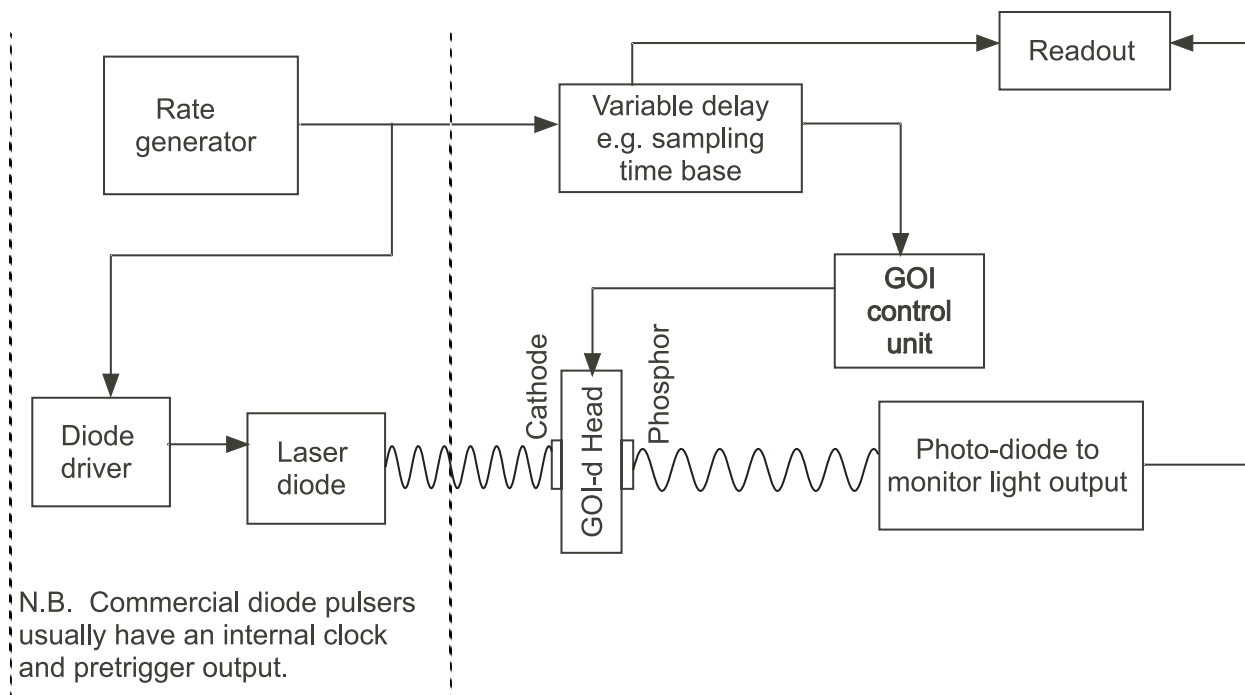 Rate
generator
Variable delay
e.g. sampling
time base
Readout
GOI
control
unit
Diode
driver
Laser
diode
Cathode
GOI-d Head
Phosphor
Photo-diode to
monitor light output
N.B.  Commercial diode pulsers
usually have an internal clock
and pretrigger output.